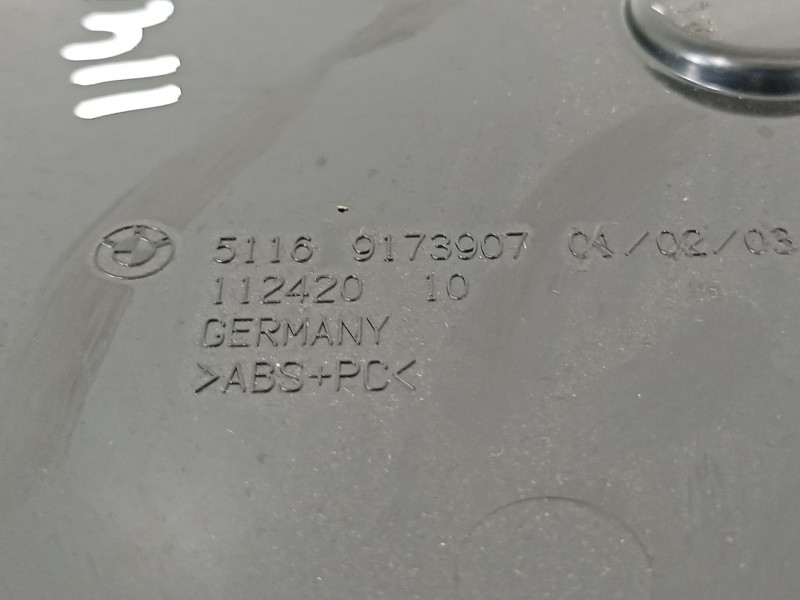 5116 9173907 01/02/03
112420 10
GERMANY
>ABS+PC<